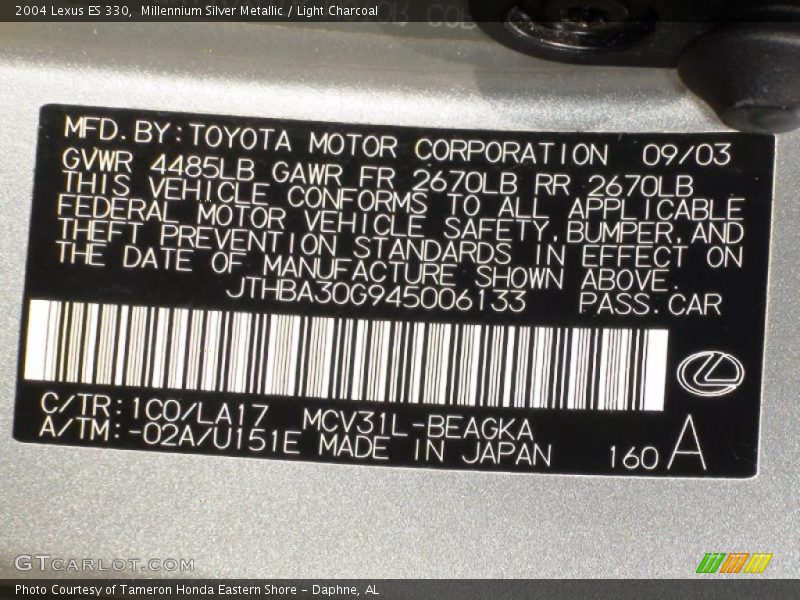 2004 Lexus ES 330,  Millennium Silver Metallic / Light Charcoal
MFD. BY: TOYOTA MOTOR CORPORATION 09/03
GVWR 4485LB GAWR FR 2670LB RR 2670LB
THIS VEHICLE CONFORMS TO ALL APPLICABLE
FEDERAL MOTOR VEHICLE SAFETY, BUMPER, AND
THEFT PREVENTION STANDARDS IN EFFECT ON
THE DATE OF MANUFACTURE SHOWN ABOVE.
JTHBA30G945006133 PASS. CAR
C/TR: 1C0/LA17 MCV31L-BEAGKA
A/TM: -02A/U151E MADE IN JAPAN 160 A
GTCARLOT.COM
Photo Courtesy of Tameron Honda Eastern Shore - Daphne, AL